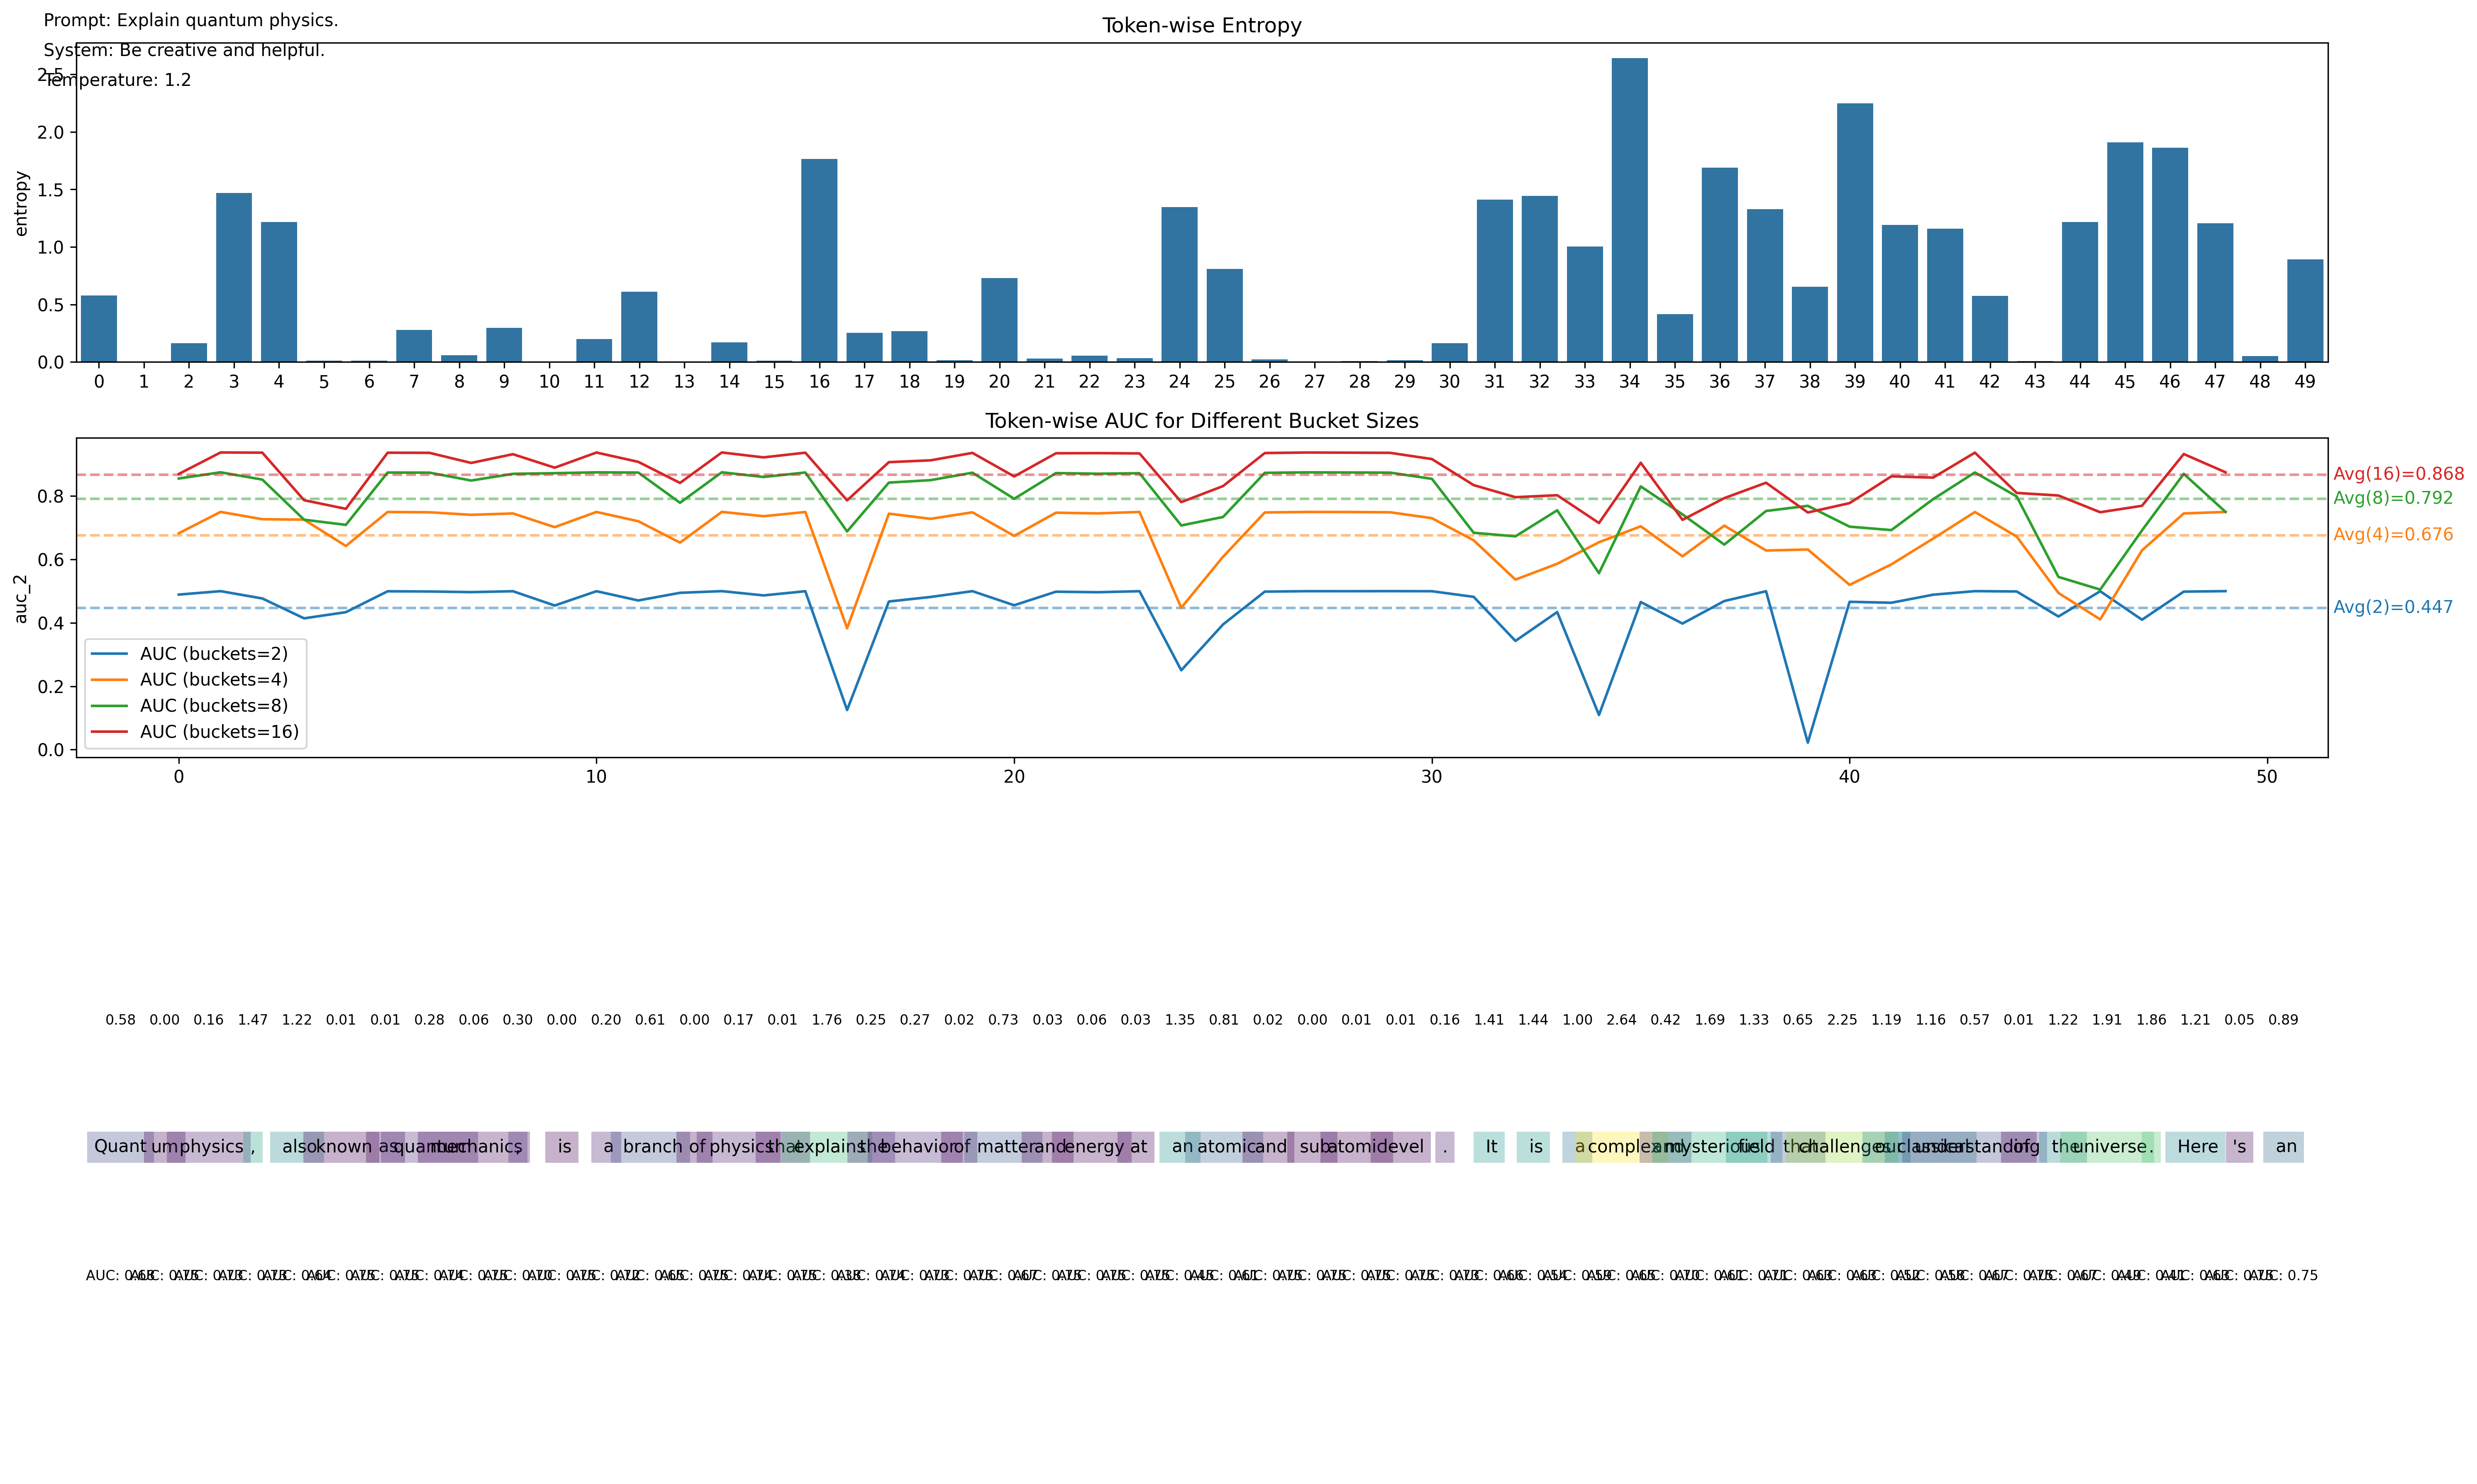 Prompt: Explain quantum physics.
System: Be creative and helpful.
Temperature: 1.2
Token-wise Entropy
entropy
2.5
2.0
1.5
1.0
0.5
0.0
0 1 2 3 4 5 6 7 8 9 10 11 12 13 14 15 16 17 18 19 20 21 22 23 24 25 26 27 28 29 30 31 32 33 34 35 36 37 38 39 40 41 42 43 44 45 46 47 48 49
Token-wise AUC for Different Bucket Sizes
auc_2
0.8
0.6
0.4
0.2
0.0
Avg(16)=0.868
Avg(8)=0.792
Avg(4)=0.676
Avg(2)=0.447
AUC (buckets=2)
AUC (buckets=4)
AUC (buckets=8)
AUC (buckets=16)
0 10 20 30 40 50
0.58 0.00 0.16 1.47 1.22 0.01 0.01 0.28 0.06 0.30 0.00 0.20 0.61 0.00 0.17 0.01 1.76 0.25 0.27 0.02 0.73 0.03 0.06 0.03 1.35 0.81 0.02 0.00 0.01 0.01 0.16 1.41 1.44 1.00 2.64 0.42 1.69 1.33 0.65 2.25 1.19 1.16 0.57 0.01 1.22 1.91 1.86 1.21 0.05 0.89
Quant um physics , also known as quantum mechanics , is a branch of physics that explains the behavior of matter and energy at an atomic and sub atomic level . It is a complex and mysterious field that challenges our classical understanding of the universe . Here 's an
AUC: 0.75